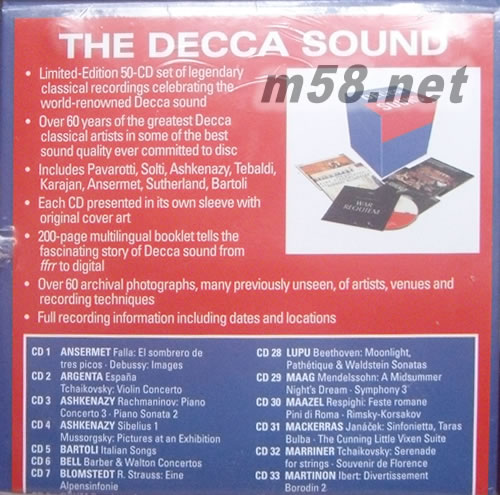 THE DECCA SOUND
m58.net
• Limited-Edition 50-CD set of legendary
classical recordings celebrating the
world-renowned Decca sound
• Over 60 years of the greatest Decca
classical artists in some of the best
sound quality ever committed to disc
• Includes Pavarotti, Solti, Ashkenazy, Tebaldi,
Karajan, Ansermet, Sutherland, Bartoli
• Each CD presented in its own sleeve with
original cover art
• 200-page multilingual booklet tells the
fascinating story of Decca sound from
ffrr to digital
• Over 60 archival photographs, many previously unseen, of artists, venues and
recording techniques
• Full recording information including dates and locations
WAR
REQUIEM
CD 1 ANSERMET Falla: El sombrero de
tres picos · Debussy: Images
CD 2 ARGENTA España
Tchaikovsky: Violin Concerto
CD 3 ASHKENAZY Rachmaninov: Piano
Concerto 3 · Piano Sonata 2
CD 4 ASHKENAZY Sibelius 1
Mussorgsky: Pictures at an Exhibition
CD 5 BARTOLI Italian Songs
CD 6 BELL Barber & Walton Concertos
CD 7 BLOMSTEDT R. Strauss: Eine
Alpensinfonie
CD 28 LUPU Beethoven: Moonlight,
Pathétique & Waldstein Sonatas
CD 29 MAAG Mendelssohn: A Midsummer
Night's Dream · Symphony 3
CD 30 MAAZEL Respighi: Feste romane
Pini di Roma · Rimsky-Korsakov
CD 31 MACKERRAS Janáček: Sinfonietta, Taras
Bulba · The Cunning Little Vixen Suite
CD 32 MARRINER Tchaikovsky: Serenade
for strings · Souvenir de Florence
CD 33 MARTINON Ibert: Divertissement
Borodin 2